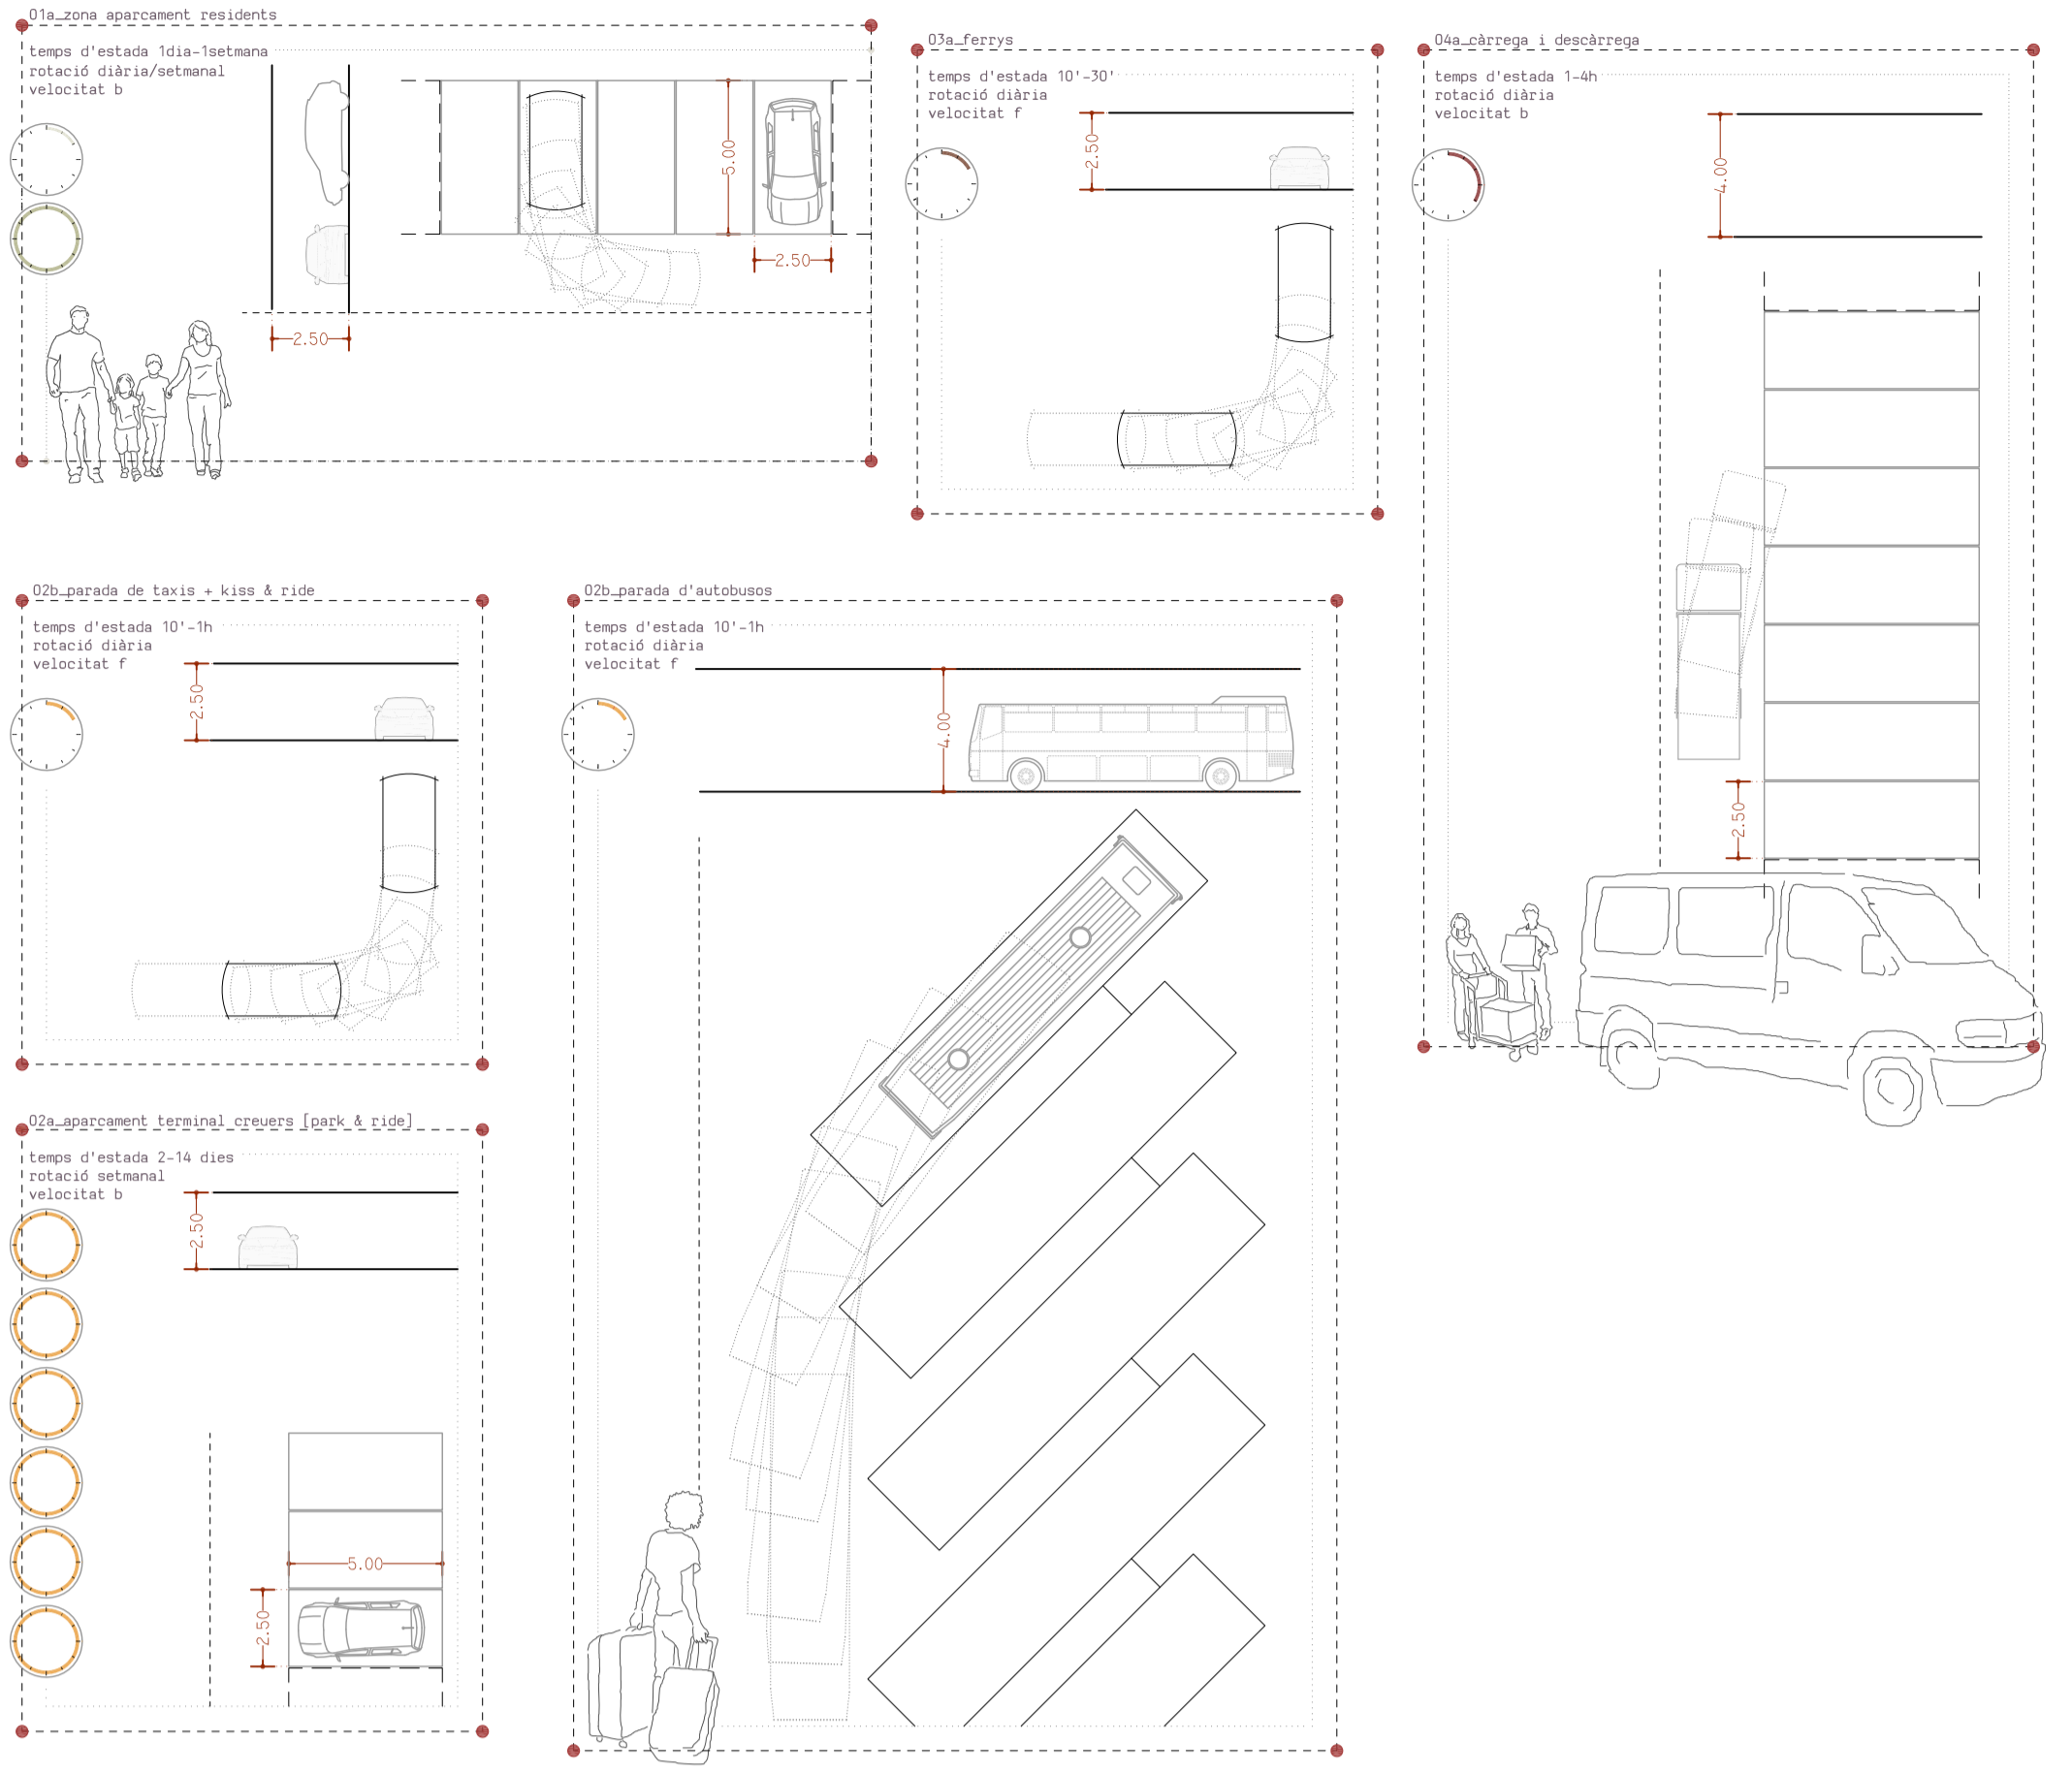 01a_zona aparcament residents
temps d'estada 1dia-1setmana
rotació diària/setmanal
velocitat b
5.00
2.50
2.50
03a_ferrys
temps d'estada 10'-30'
rotació diària
velocitat f
2.50
04a_càrrega i descàrrega
temps d'estada 1-4h
rotació diària
velocitat b
4.00
2.50
02b_parada de taxis + kiss & ride
temps d'estada 10'-1h
rotació diària
velocitat f
2.50
02b_parada d'autobusos
temps d'estada 10'-1h
rotació diària
velocitat f
4.00
02a_aparcament terminal creuers [park & ride]
temps d'estada 2-14 dies
rotació setmanal
velocitat b
2.50
5.00
2.50